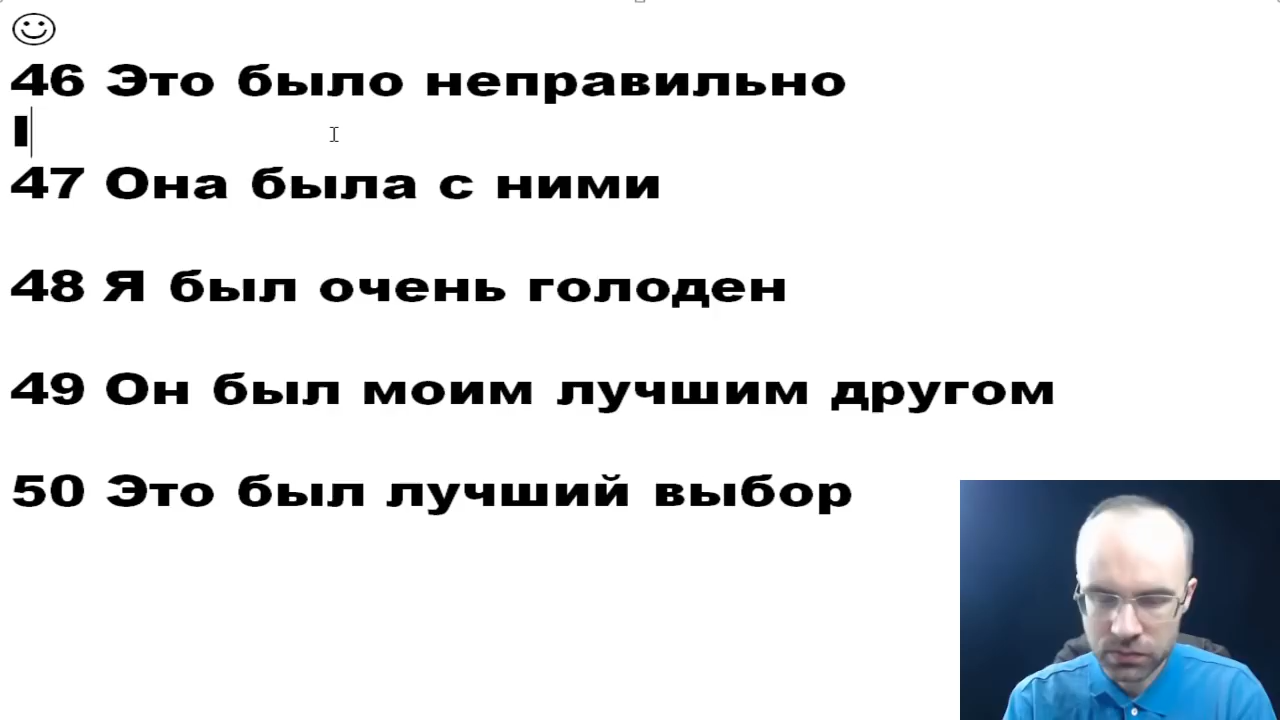 46 Это было неправильно
I
47 Она была с ними
48 Я был очень голоден
49 Он был моим лучшим другом
50 Это был лучший выбор